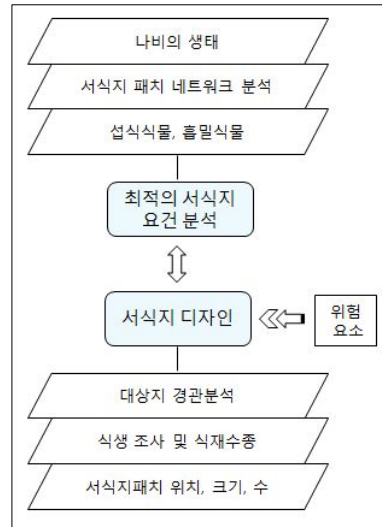 나비의 생태
서식지 패치 네트워크 분석
섭식식물, 흡밀식물
최적의 서식지
요건 분석
서식지 디자인
위험
요소
대상지 경관분석
식생 조사 및 식재수종
서식지패치 위치, 크기, 수